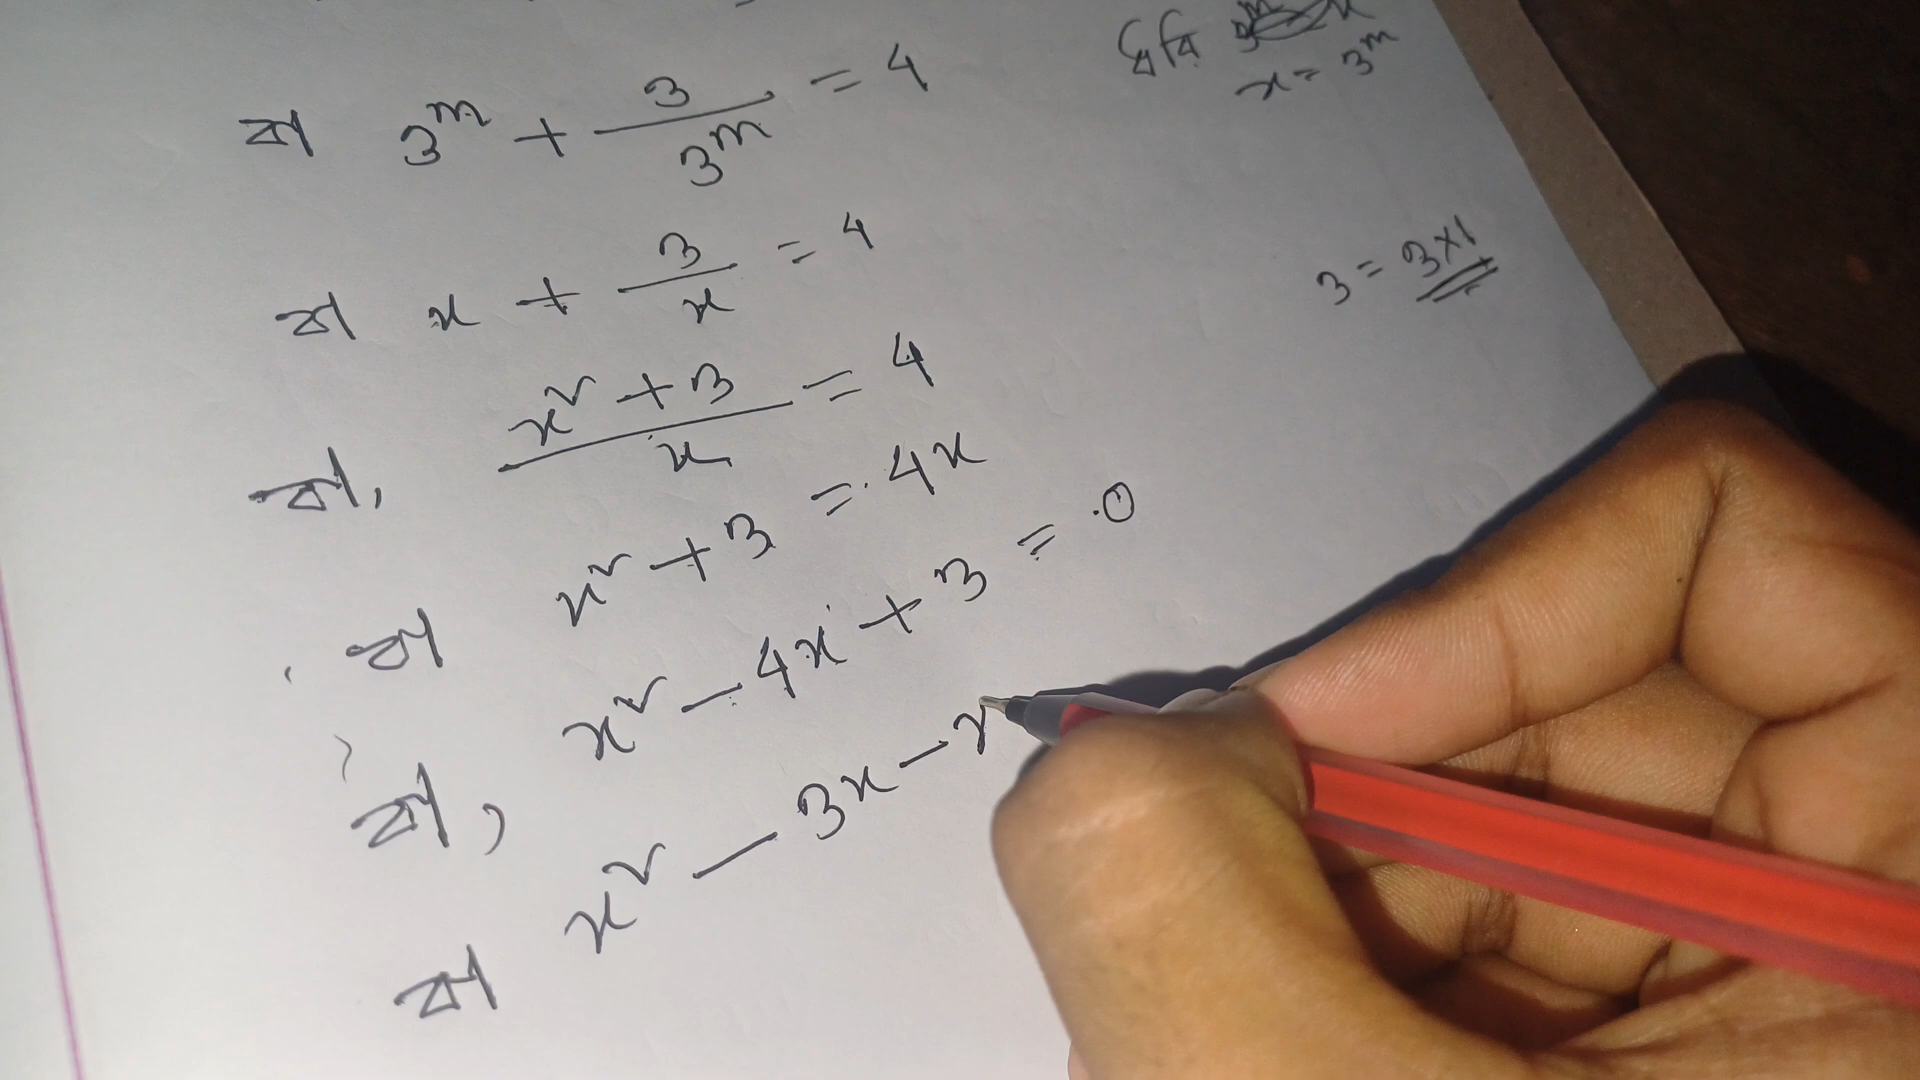 বা 3^m + 3/3^m = 4
ধরি
x = 3^m
বা x + 3/x = 4
3 = 3×1
বা, (x² + 3)/x = 4
বা x² + 3 = 4x
বা, x² - 4x + 3 = 0
বা x² - 3x - x